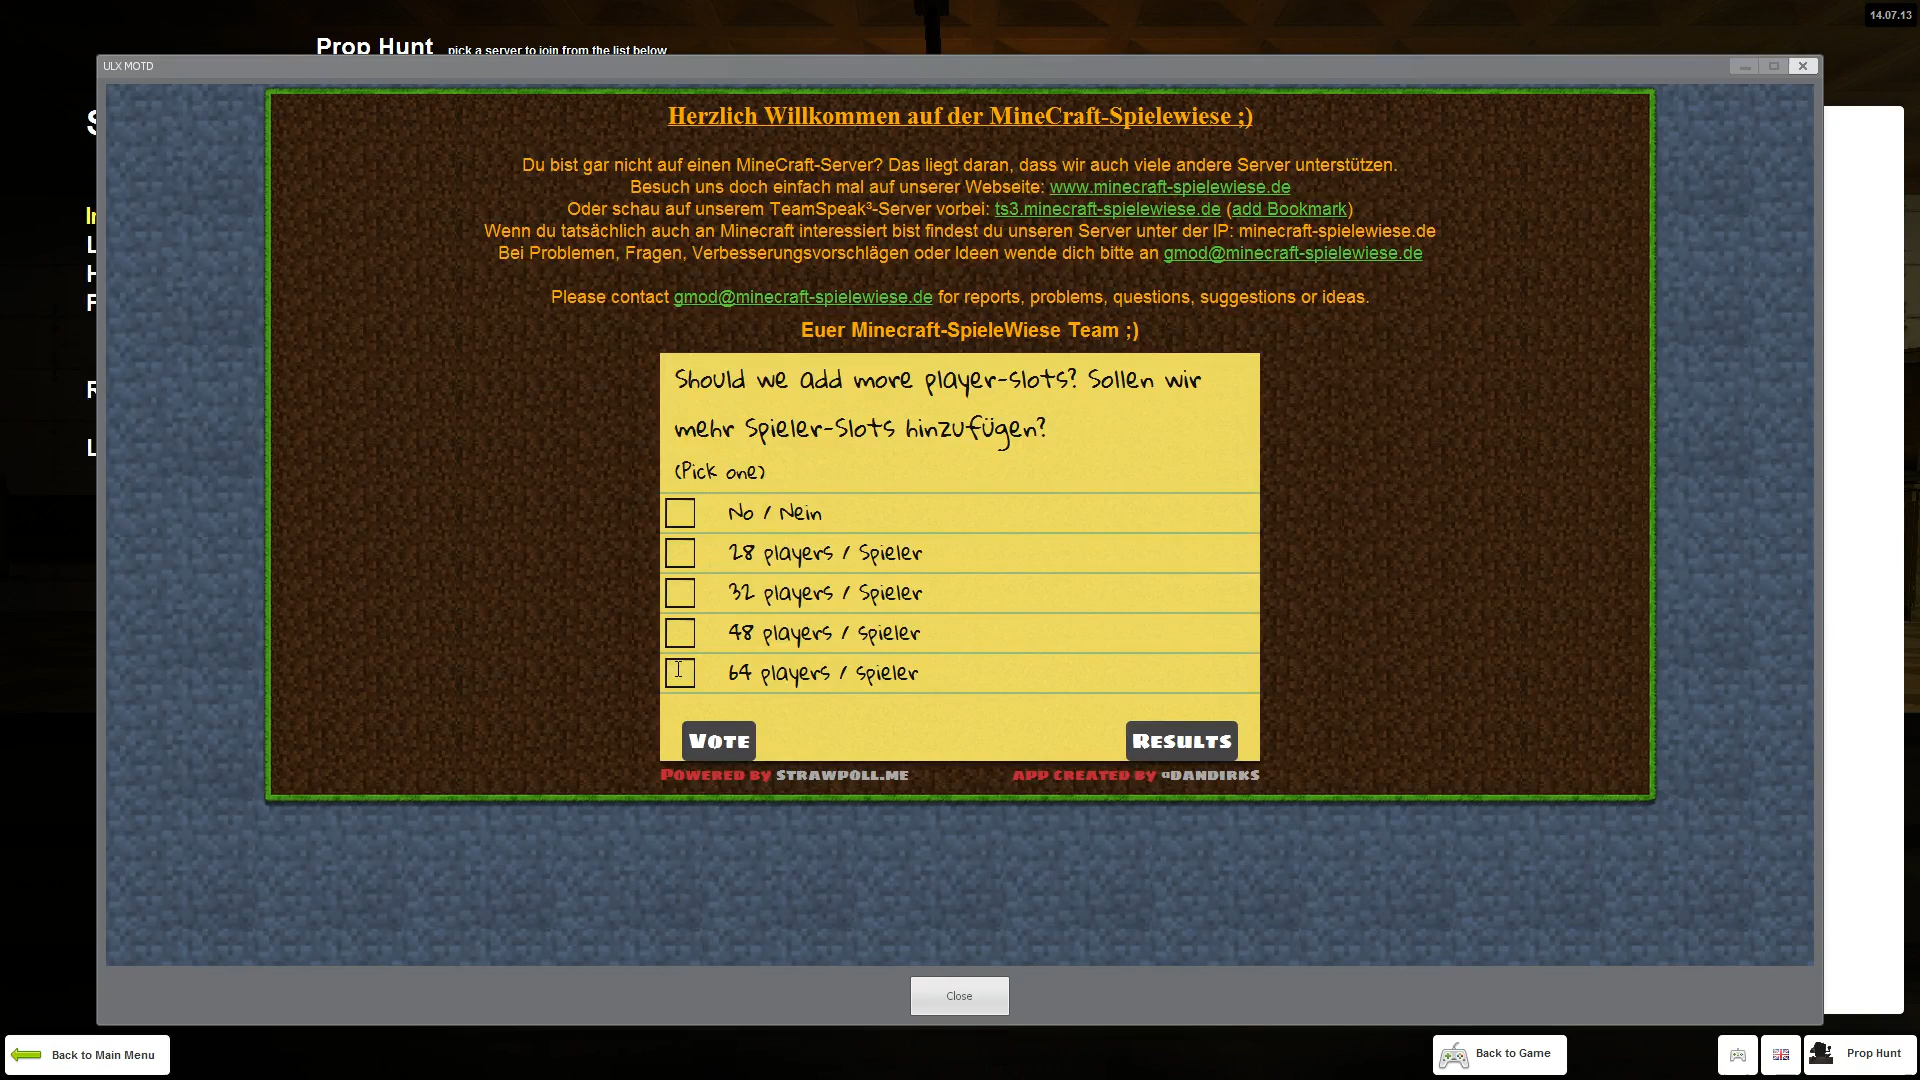 14.07.13
Prop Hunt pick a server to join from the list below
ULX MOTD
Herzlich Willkommen auf der MineCraft-Spielewiese ;)
Du bist gar nicht auf einen MineCraft-Server? Das liegt daran, dass wir auch viele andere Server unterstützen.
Besuch uns doch einfach mal auf unserer Webseite: www.minecraft-spielewiese.de
Oder schau auf unserem TeamSpeak³-Server vorbei: ts3.minecraft-spielewiese.de (add Bookmark)
Wenn du tatsächlich auch an Minecraft interessiert bist findest du unseren Server unter der IP: minecraft-spielewiese.de
Bei Problemen, Fragen, Verbesserungsvorschlägen oder Ideen wende dich bitte an gmod@minecraft-spielewiese.de
Please contact gmod@minecraft-spielewiese.de for reports, problems, questions, suggestions or ideas.
Euer Minecraft-SpieleWiese Team ;)
Should we add more player-slots? Sollen wir
mehr Spieler-Slots hinzufügen?
(Pick one)
No / Nein
28 players / Spieler
32 players / Spieler
48 players / spieler
64 players / spieler
VOTE
RESULTS
POWERED BY STRAWPOLL.ME
APP CREATED BY @DANDIRKS
Close
Back to Main Menu
Back to Game
Prop Hunt